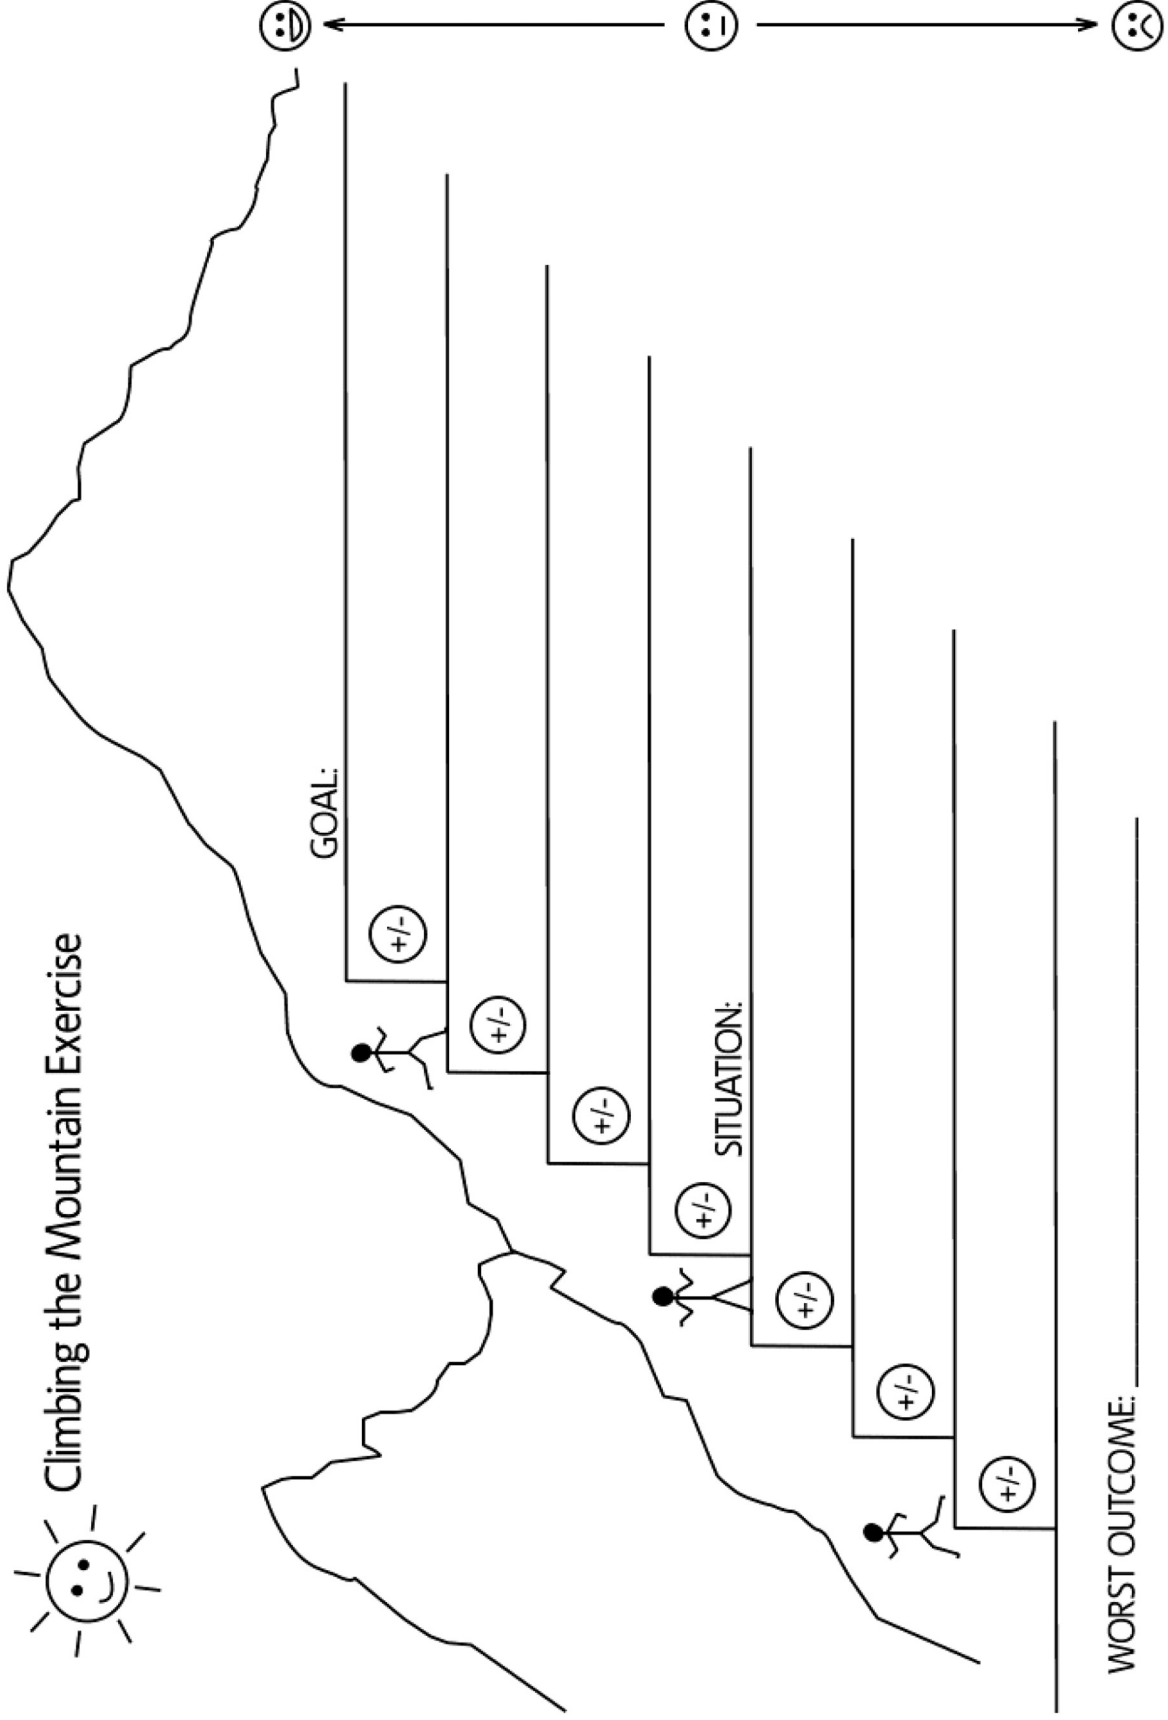 Climbing the Mountain Exercise
GOAL:
+/-
+/-
+/-
+/-
SITUATION:
+/-
+/-
+/-
WORST OUTCOME: